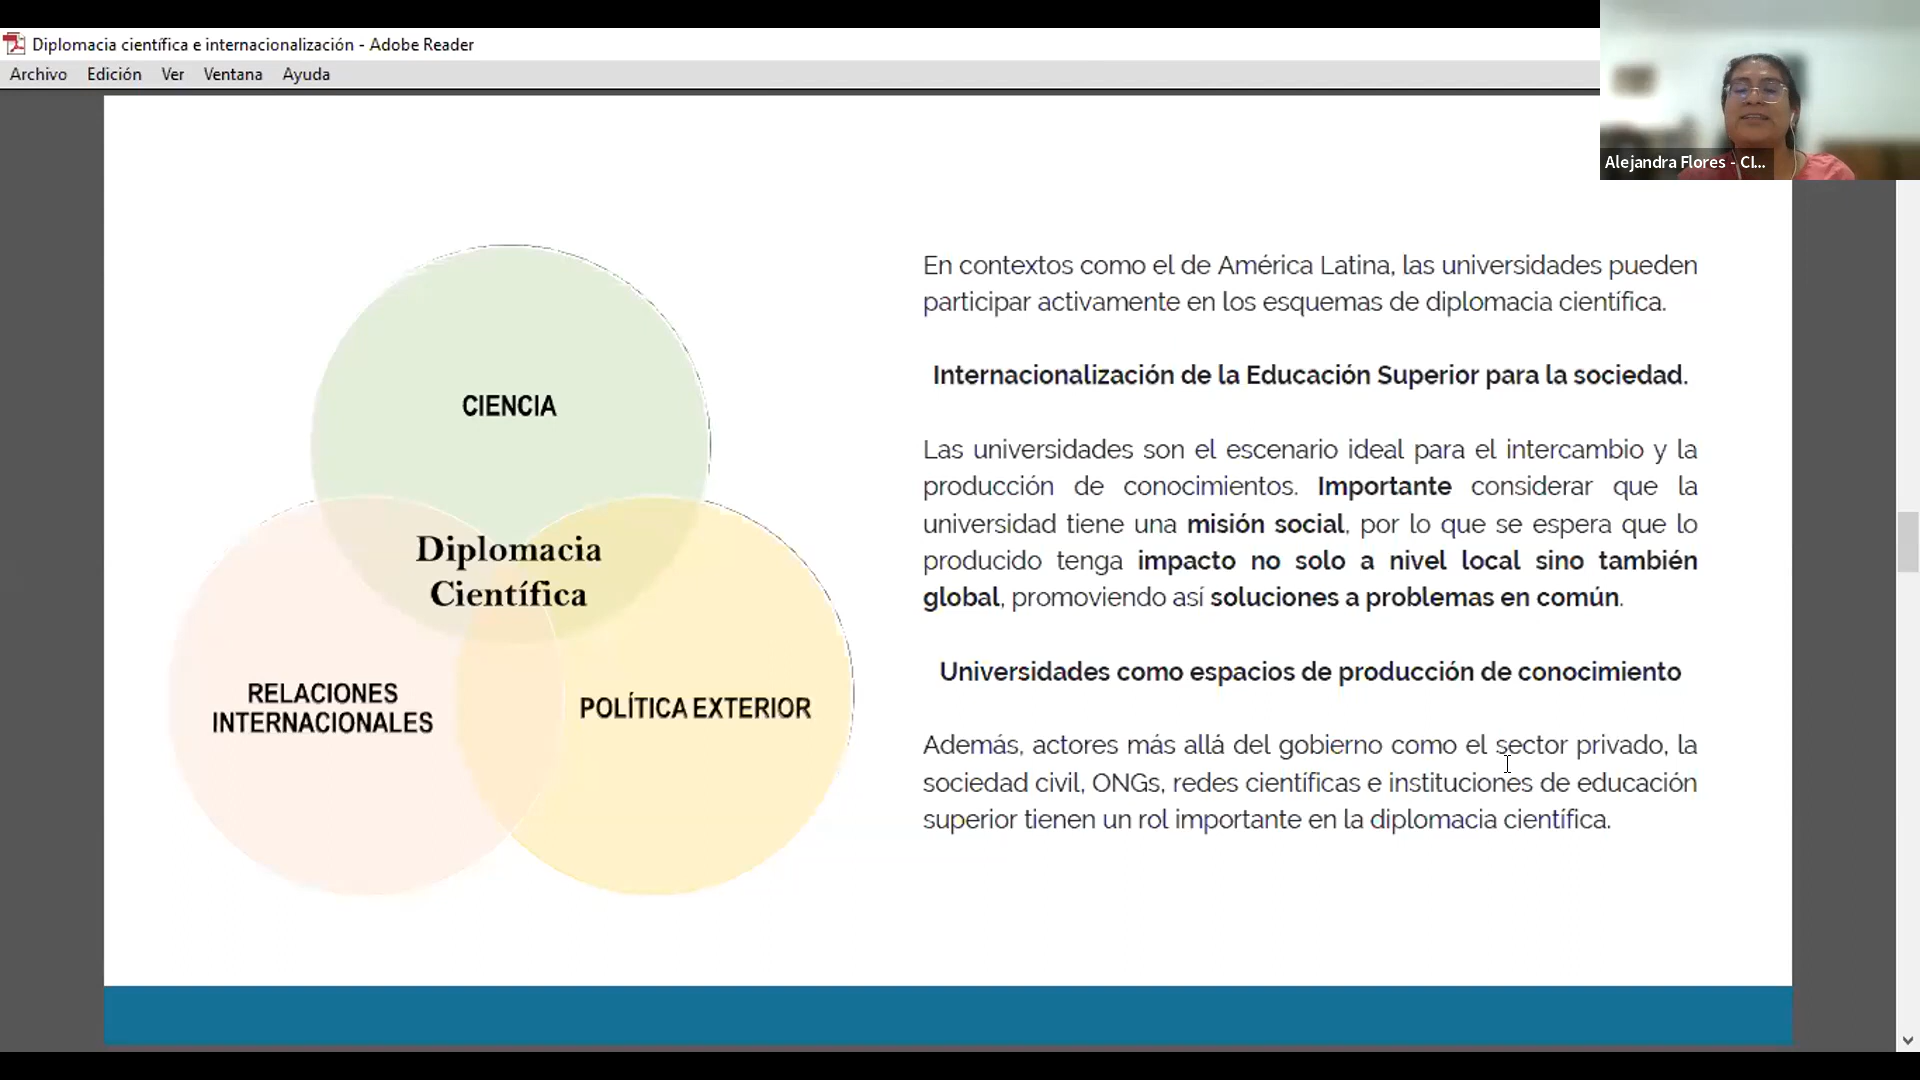 Diplomacia científica e internacionalización - Adobe Reader
Archivo Edición Ver Ventana Ayuda
Alejandra Flores - CI...
CIENCIA
Diplomacia
Científica
RELACIONES
INTERNACIONALES
POLÍTICA EXTERIOR
En contextos como el de América Latina, las universidades pueden
participar activamente en los esquemas de diplomacia científica.
Internacionalización de la Educación Superior para la sociedad.
Las universidades son el escenario ideal para el intercambio y la
producción de conocimientos. Importante considerar que la
universidad tiene una misión social, por lo que se espera que lo
producido tenga impacto no solo a nivel local sino también
global, promoviendo así soluciones a problemas en común.
Universidades como espacios de producción de conocimiento
Además, actores más allá del gobierno como el sector privado, la
sociedad civil, ONGs, redes científicas e instituciones de educación
superior tienen un rol importante en la diplomacia científica.